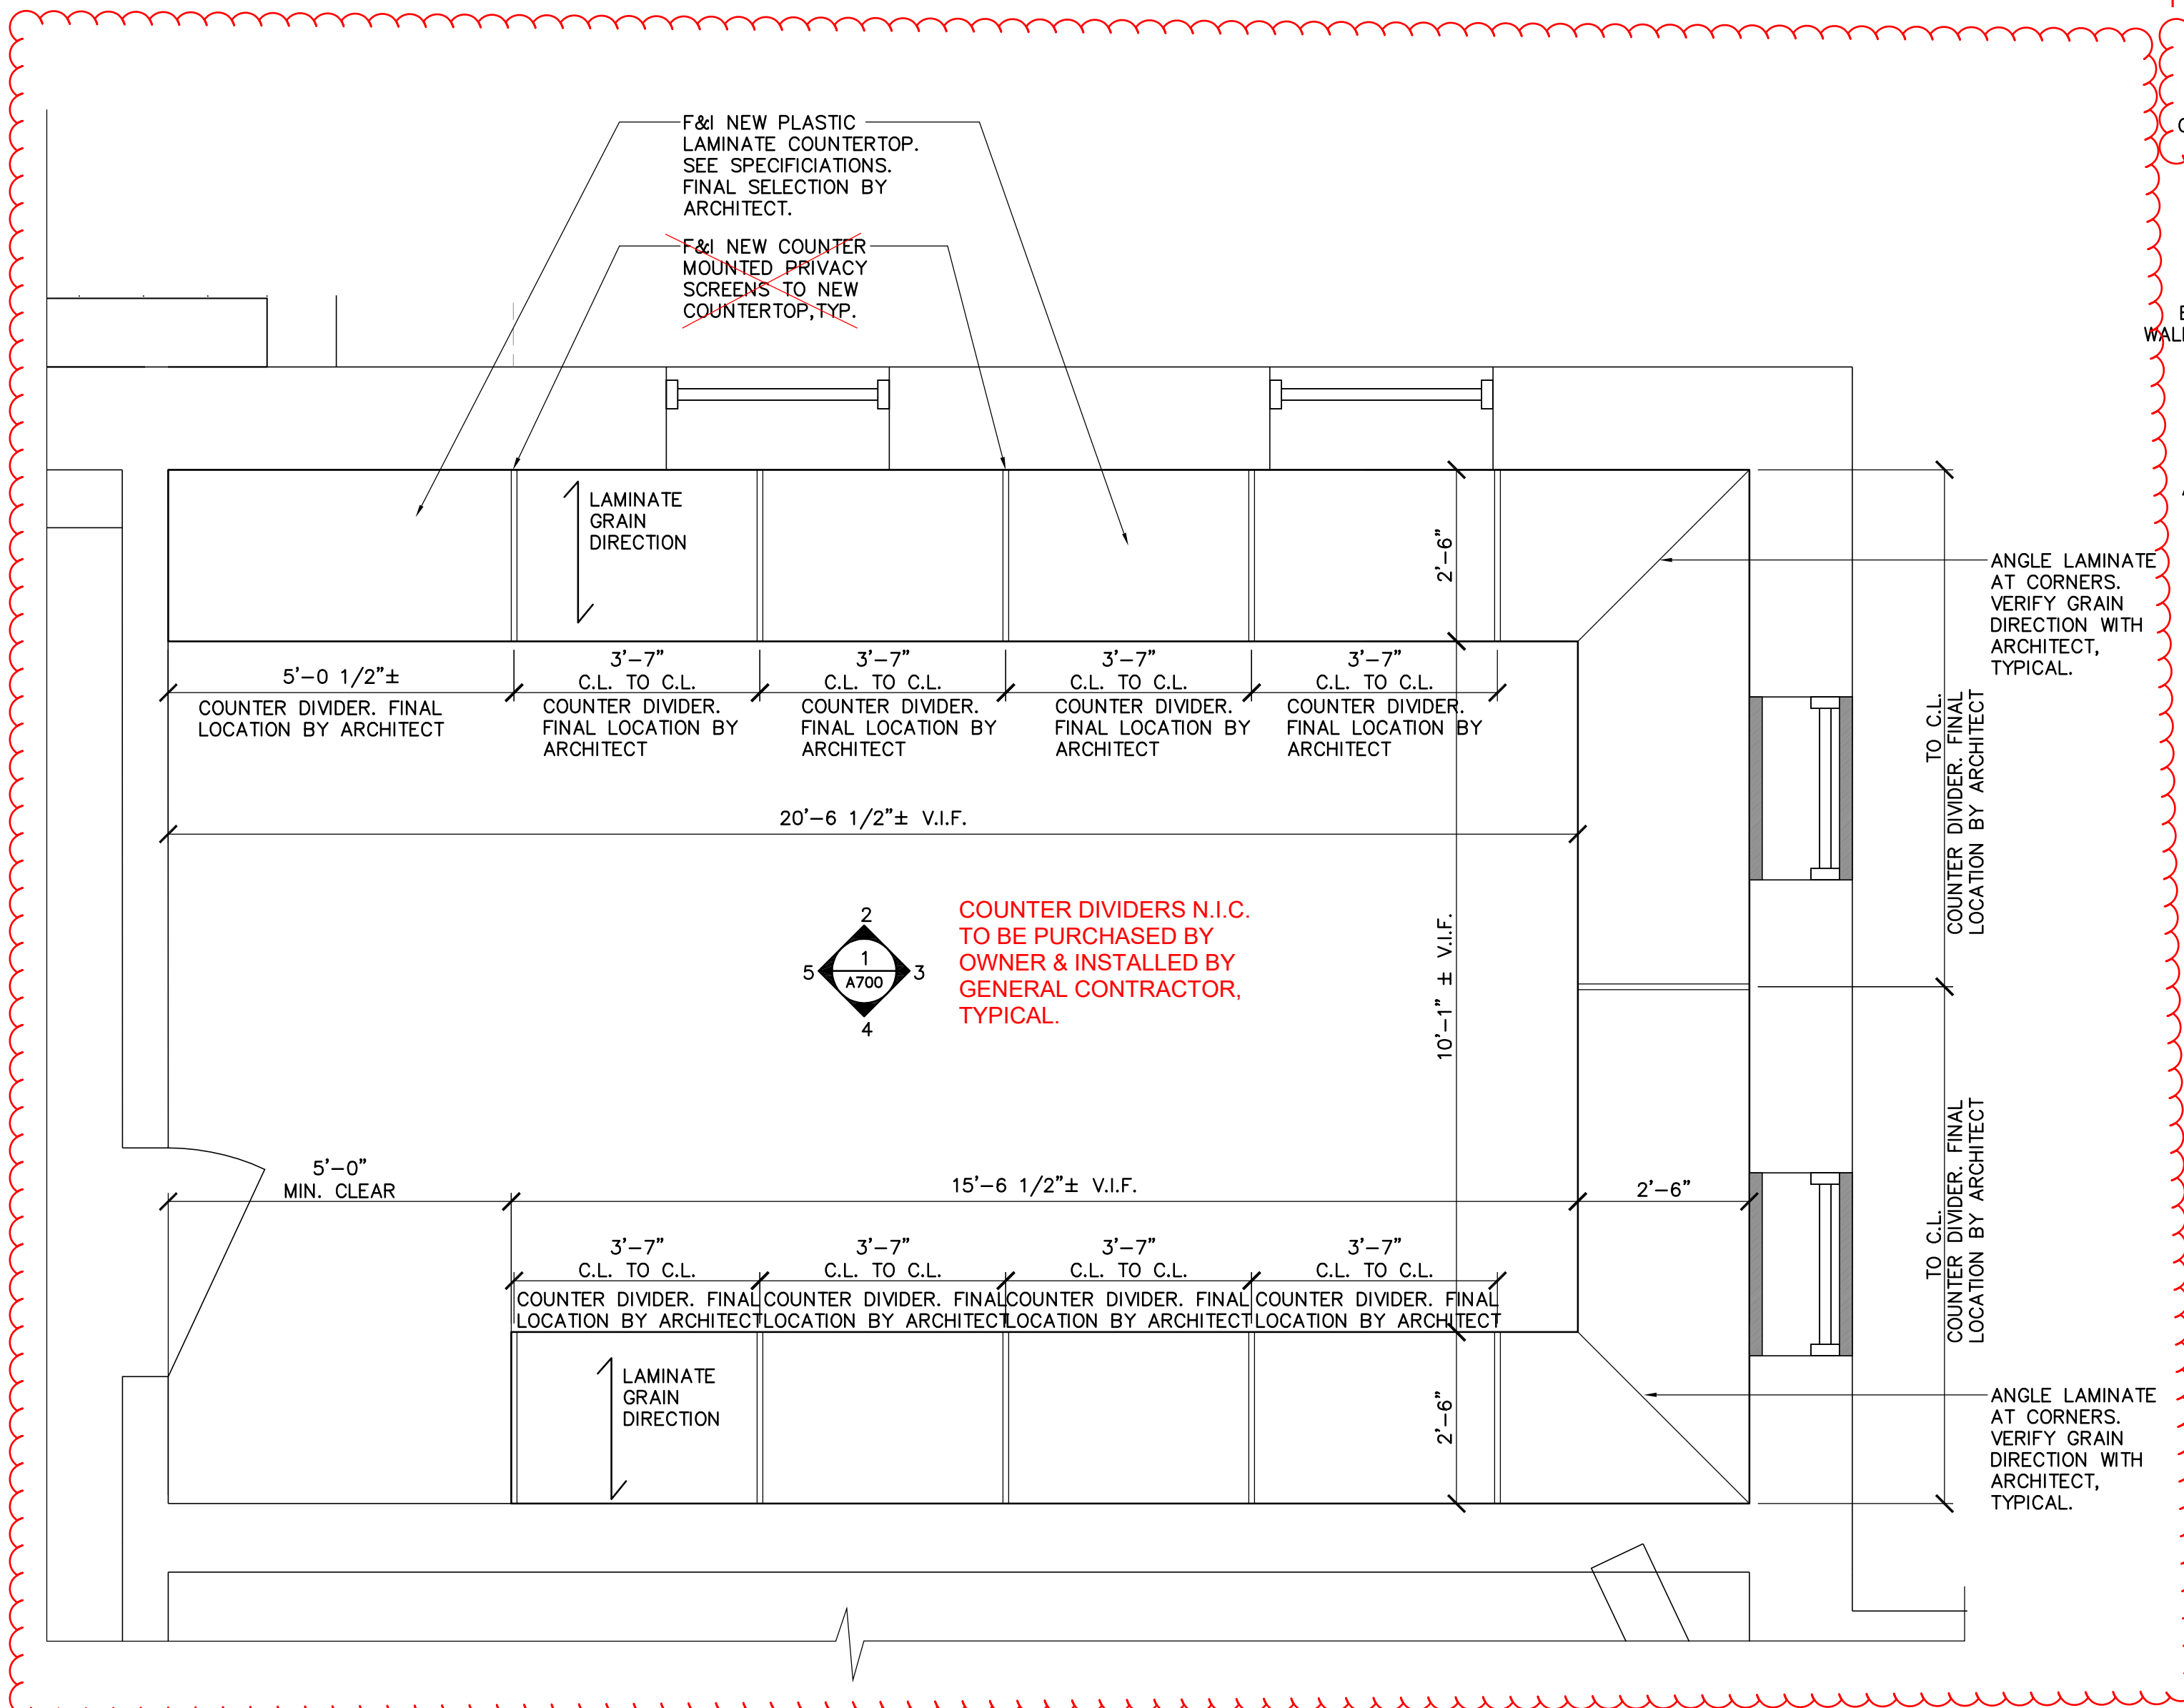 F&I NEW PLASTIC
LAMINATE COUNTERTOP.
SEE SPECIFICIATIONS.
FINAL SELECTION BY
ARCHITECT.
F&I NEW COUNTER
MOUNTED PRIVACY
SCREENS TO NEW
COUNTERTOP,TYP.
LAMINATE
GRAIN
DIRECTION
2'-6"
ANGLE LAMINATE
AT CORNERS.
VERIFY GRAIN
DIRECTION WITH
ARCHITECT,
TYPICAL.
5'-0 1/2"±
COUNTER DIVIDER. FINAL
LOCATION BY ARCHITECT
3'-7"
C.L. TO C.L.
COUNTER DIVIDER.
FINAL LOCATION BY
ARCHITECT
3'-7"
C.L. TO C.L.
COUNTER DIVIDER.
FINAL LOCATION BY
ARCHITECT
3'-7"
C.L. TO C.L.
COUNTER DIVIDER.
FINAL LOCATION BY
ARCHITECT
3'-7"
C.L. TO C.L.
COUNTER DIVIDER.
FINAL LOCATION BY
ARCHITECT
TO C.L.
COUNTER DIVIDER. FINAL
LOCATION BY ARCHITECT
20'-6 1/2"± V.I.F.
2
5
1
A700
3
4
COUNTER DIVIDERS N.I.C.
TO BE PURCHASED BY
OWNER & INSTALLED BY
GENERAL CONTRACTOR,
TYPICAL.
10'-1" ± V.I.F.
5'-0"
MIN. CLEAR
15'-6 1/2"± V.I.F.
2'-6"
TO C.L.
COUNTER DIVIDER. FINAL
LOCATION BY ARCHITECT
3'-7"
C.L. TO C.L.
COUNTER DIVIDER. FINAL
LOCATION BY ARCHITECT
3'-7"
C.L. TO C.L.
COUNTER DIVIDER. FINAL
LOCATION BY ARCHITECT
3'-7"
C.L. TO C.L.
COUNTER DIVIDER. FINAL
LOCATION BY ARCHITECT
3'-7"
C.L. TO C.L.
COUNTER DIVIDER. FINAL
LOCATION BY ARCHITECT
LAMINATE
GRAIN
DIRECTION
2'-6"
ANGLE LAMINATE
AT CORNERS.
VERIFY GRAIN
DIRECTION WITH
ARCHITECT,
TYPICAL.